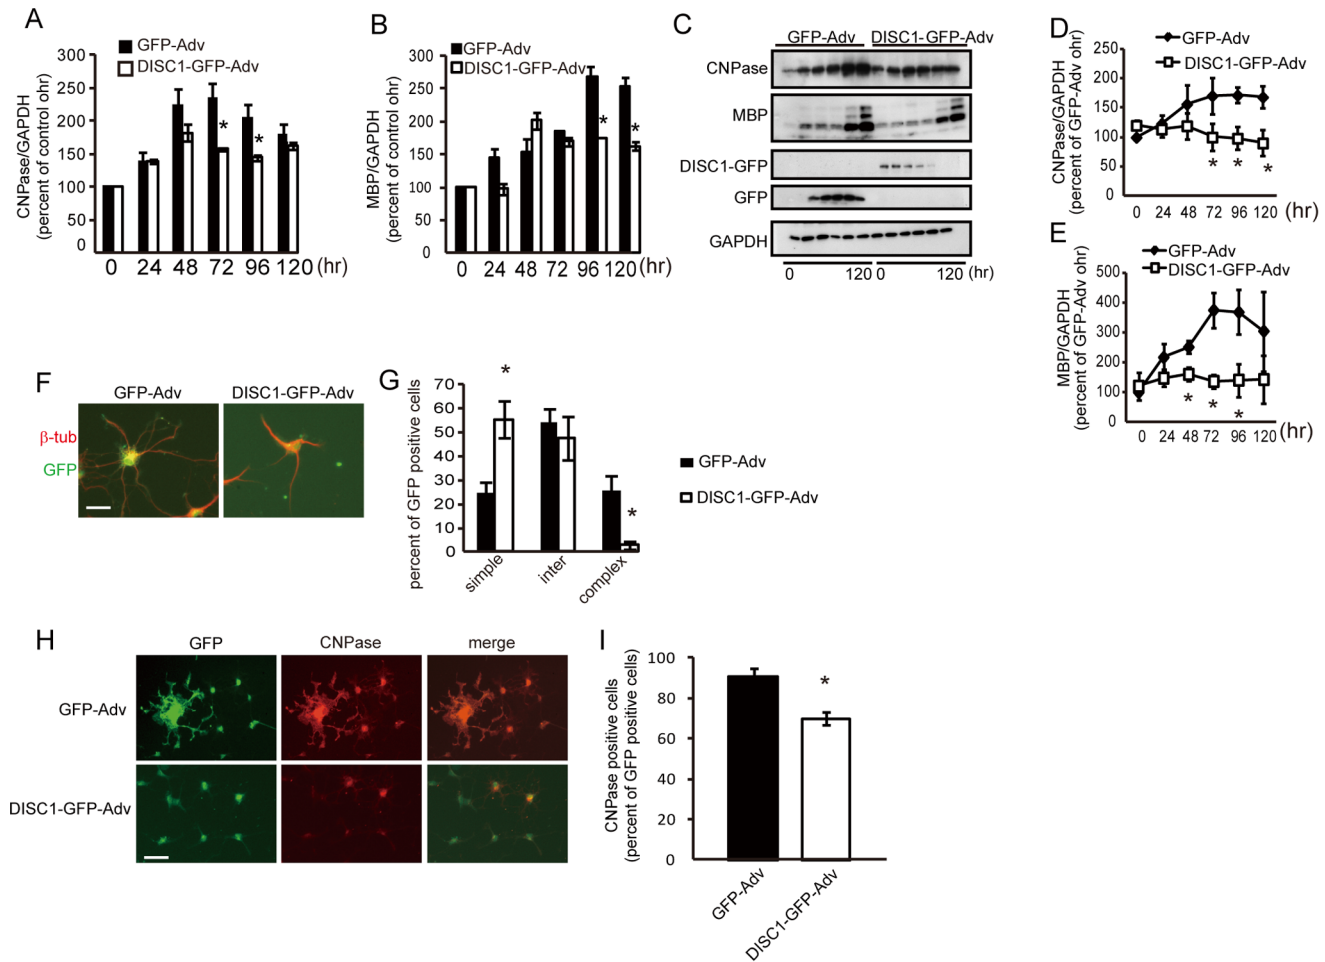 A
GFP-Adv
DISC1-GFP-Adv
CNPase/GAPDH
(percent of control ohr)
300
250
200
150
100
50
0
0 24 48 72 96 120 (hr)
*
*
B
GFP-Adv
DISC1-GFP-Adv
MBP/GAPDH
(percent of control ohr)
300
250
200
150
100
50
0
0 24 48 72 96 120 (hr)
*
*
C
GFP-Adv DISC1-GFP-Adv
CNPase
MBP
DISC1-GFP
GFP
GAPDH
0 120 0 120 (hr)
D
GFP-Adv
DISC1-GFP-Adv
CNPase/GAPDH
(percent of GFP-Adv ohr)
250
200
150
100
50
0
* * *
0 24 48 72 96 120 (hr)
E
GFP-Adv
DISC1-GFP-Adv
MBP/GAPDH
(percent of GFP-Adv ohr)
500
400
300
200
100
0
* * *
0 24 48 72 96 120 (hr)
F
GFP-Adv DISC1-GFP-Adv
β-tub
GFP
G
percent of GFP positive cells
70
60
50
40
30
20
10
0
*
*
simple inter complex
GFP-Adv
DISC1-GFP-Adv
H
GFP CNPase merge
GFP-Adv
DISC1-GFP-Adv
I
CNPase positive cells
(percent of GFP positive cells)
100
80
60
40
20
0
*
GFP-Adv DISC1-GFP-Adv